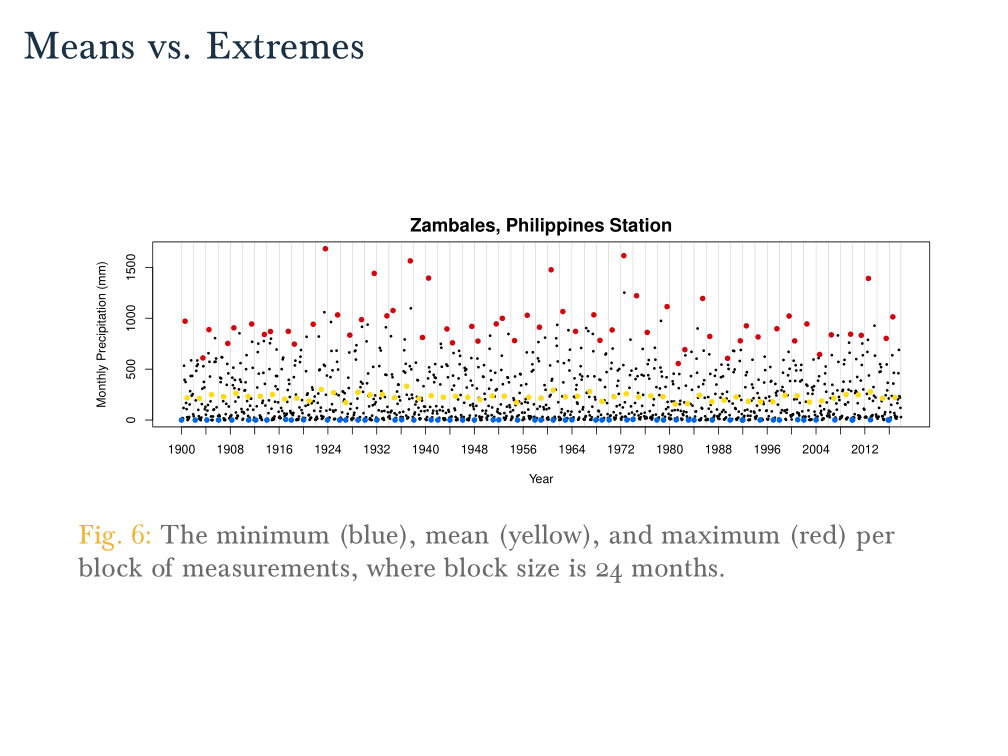 Means vs. Extremes
Zambales, Philippines Station
Monthly Precipitation (mm)
1500
1000
500
0
1900 1908 1916 1924 1932 1940 1948 1956 1964 1972 1980 1988 1996 2004 2012
Year
Fig. 6: The minimum (blue), mean (yellow), and maximum (red) per
block of measurements, where block size is 24 months.